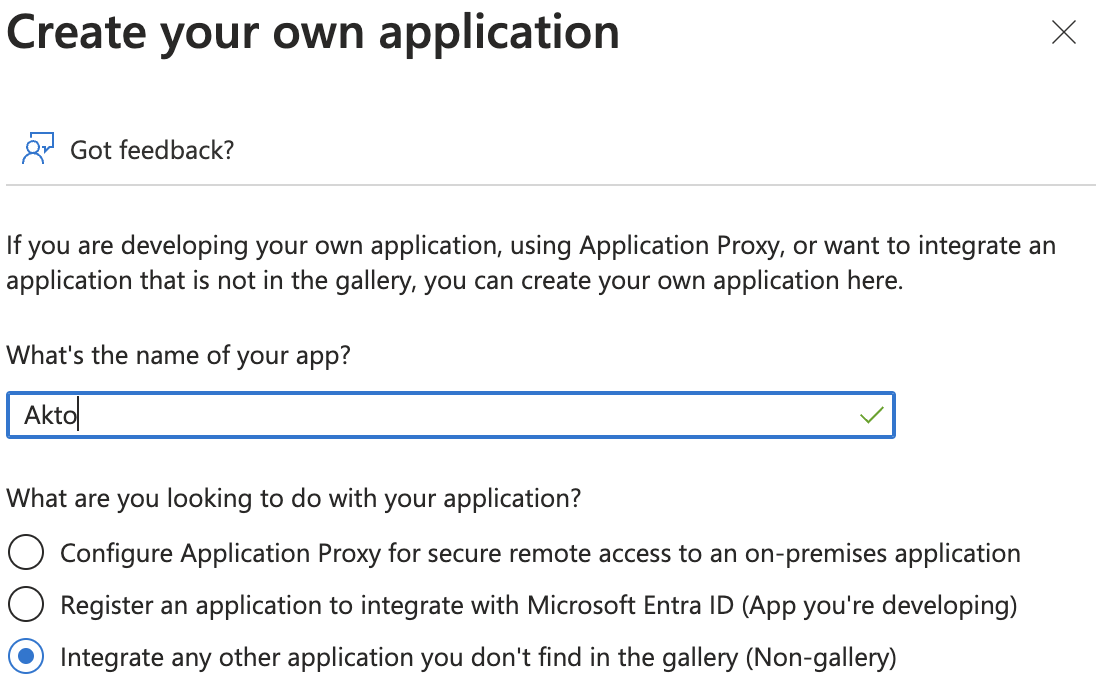 Create your own application
Got feedback?
If you are developing your own application, using Application Proxy, or want to integrate an
application that is not in the gallery, you can create your own application here.
What's the name of your app?
Akto
What are you looking to do with your application?
Configure Application Proxy for secure remote access to an on-premises application
Register an application to integrate with Microsoft Entra ID (App you're developing)
Integrate any other application you don't find in the gallery (Non-gallery)